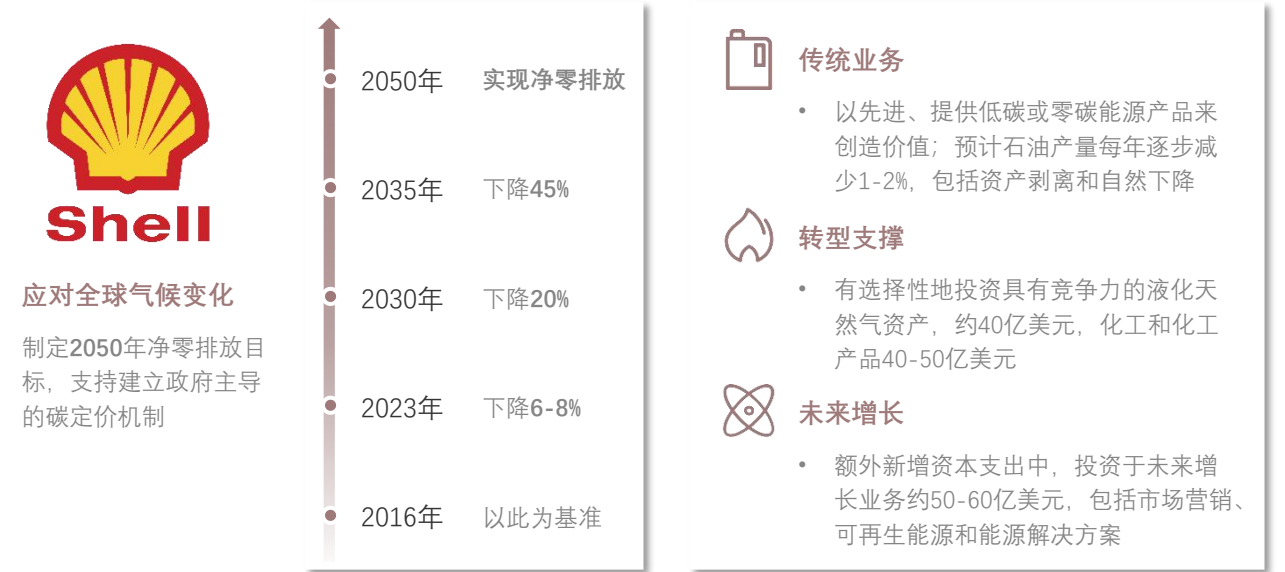 Shell
应对全球气候变化
制定2050年净零排放目
标，支持建立政府主导
的碳定价机制
2050年 实现净零排放
2035年 下降45%
2030年 下降20%
2023年 下降6-8%
2016年 以此为基准
传统业务
• 以先进、提供低碳或零碳能源产品来
创造价值；预计石油产量每年逐步减
少1-2%，包括资产剥离和自然下降
转型支撑
• 有选择性地投资具有竞争力的液化天
然气资产，约40亿美元，化工和化工
产品40-50亿美元
未来增长
• 额外新增资本支出中，投资于未来增
长业务约50-60亿美元，包括市场营销、
可再生能源和能源解决方案